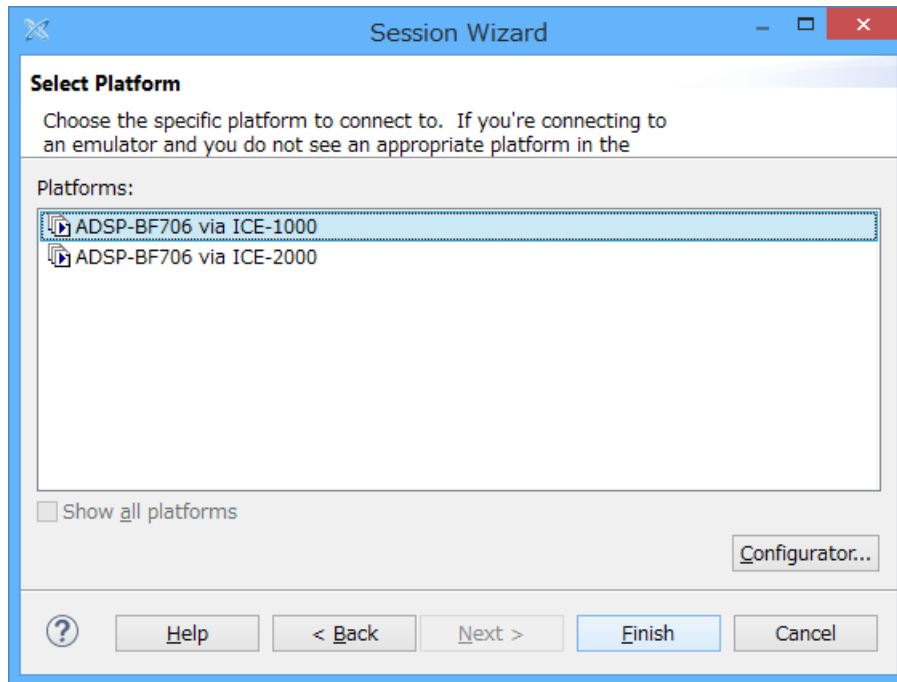 Session Wizard
Select Platform
Choose the specific platform to connect to.  If you're connecting to
an emulator and you do not see an appropriate platform in the
Platforms:
ADSP-BF706 via ICE-1000
ADSP-BF706 via ICE-2000
Show all platforms
Configurator...
? Help < Back Next > Finish Cancel